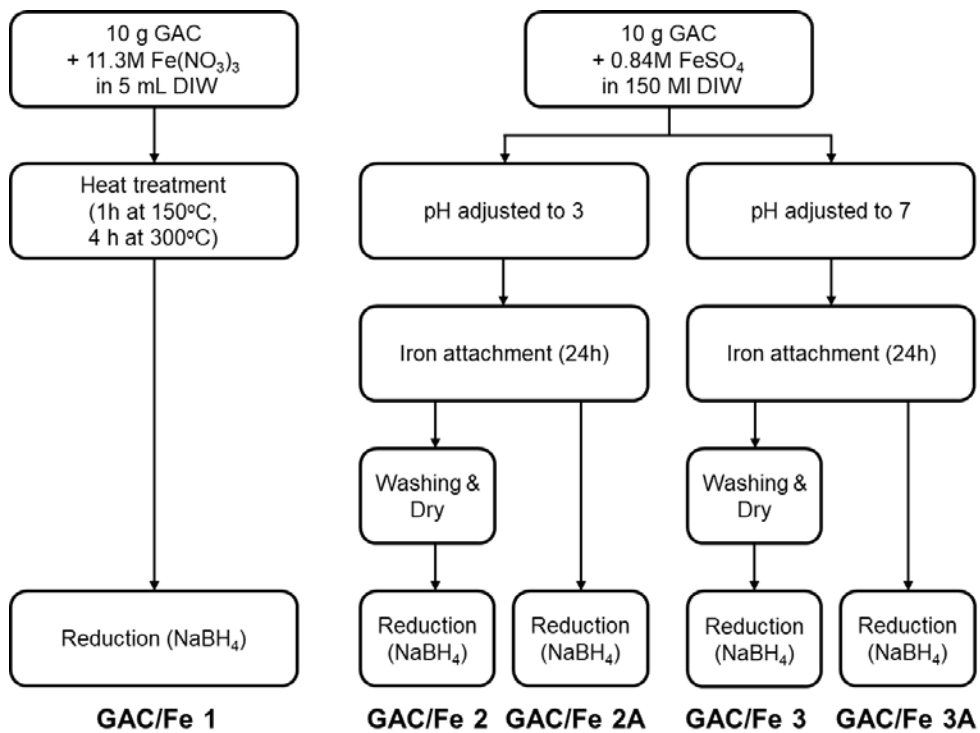 10 g GAC
+ 11.3M Fe(NO₃)₃
in 5 mL DIW
10 g GAC
+ 0.84M FeSO₄
in 150 Ml DIW
Heat treatment
(1h at 150ºC,
4 h at 300ºC)
pH adjusted to 3
pH adjusted to 7
Iron attachment (24h)
Iron attachment (24h)
Washing &
Dry
Washing &
Dry
Reduction (NaBH₄)
Reduction
(NaBH₄)
Reduction
(NaBH₄)
Reduction
(NaBH₄)
Reduction
(NaBH₄)
GAC/Fe 1
GAC/Fe 2
GAC/Fe 2A
GAC/Fe 3
GAC/Fe 3A